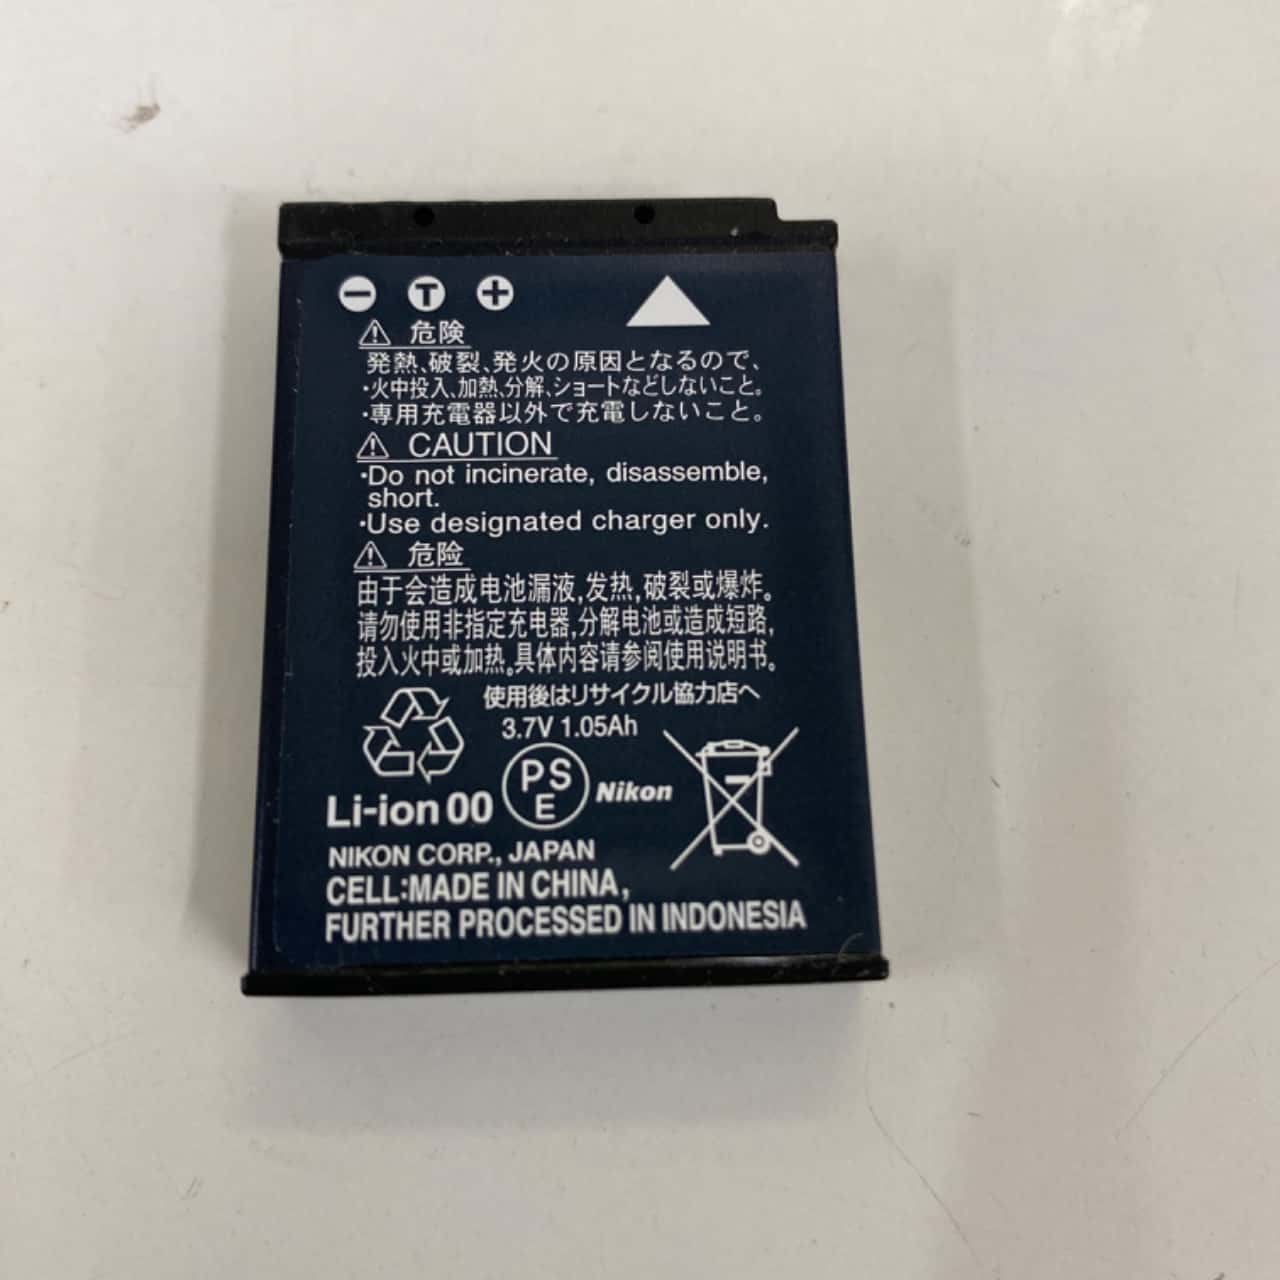 − T +
⚠ 危険
発熱、破裂、発火の原因となるので、
・火中投入、加熱、分解、ショートなどしないこと。
・専用充電器以外で充電しないこと。
⚠ CAUTION
・Do not incinerate, disassemble,
short.
・Use designated charger only.
⚠ 危险
由于会造成电池漏液,发热,破裂或爆炸。
请勿使用非指定充电器,分解电池或造成短路,
投入火中或加热。具体内容请参阅使用说明书。
使用後はリサイクル協力店へ
3.7V 1.05Ah
Li-ion 00
PSE
Nikon
NIKON CORP., JAPAN
CELL:MADE IN CHINA,
FURTHER PROCESSED IN INDONESIA